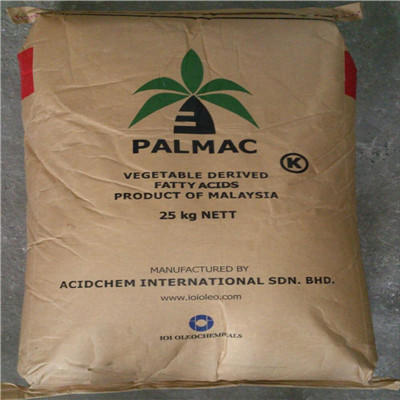 PALMAC
K
VEGETABLE DERIVED
FATTY ACIDS
PRODUCT OF MALAYSIA
25 kg NETT
MANUFACTURED BY
ACIDCHEM INTERNATIONAL SDN. BHD.
www.ioioleo.com
IOI OLEOCHEMICALS